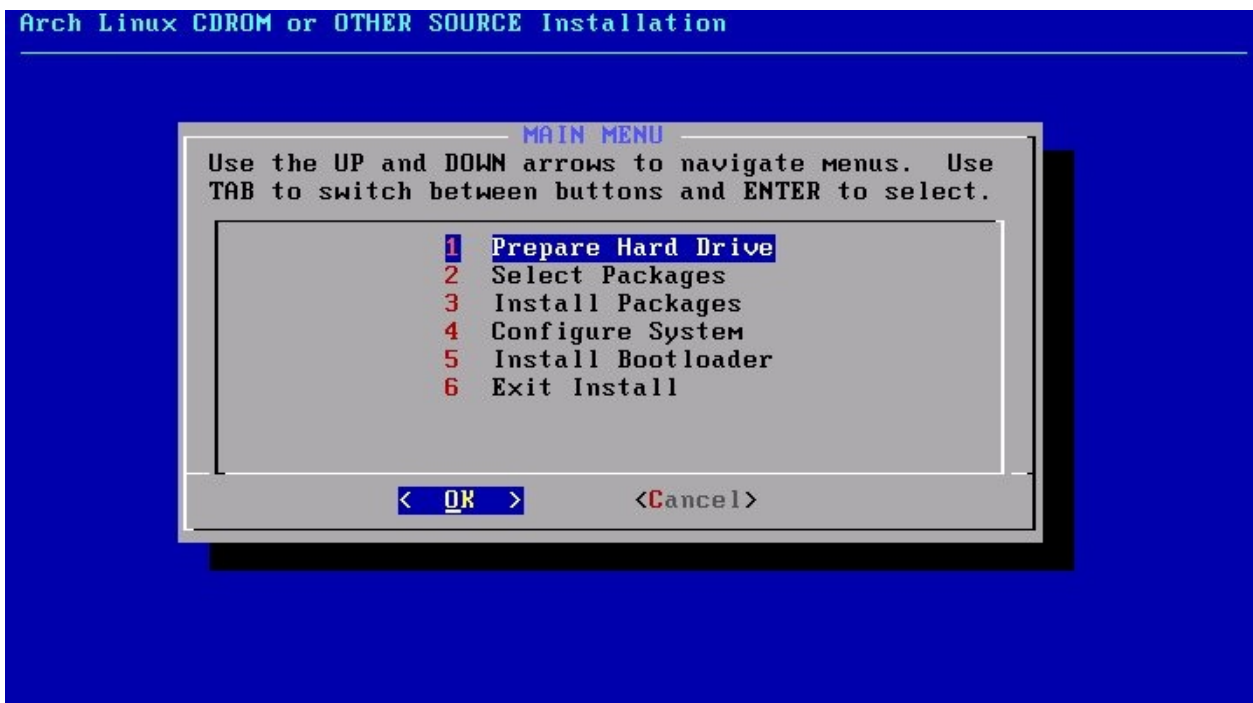 Arch Linux CDROM or OTHER SOURCE Installation
MAIN MENU
Use the UP and DOWN arrows to navigate menus.  Use
TAB to switch between buttons and ENTER to select.
1 Prepare Hard Drive
2 Select Packages
3 Install Packages
4 Configure System
5 Install Bootloader
6 Exit Install
< OK > <Cancel>